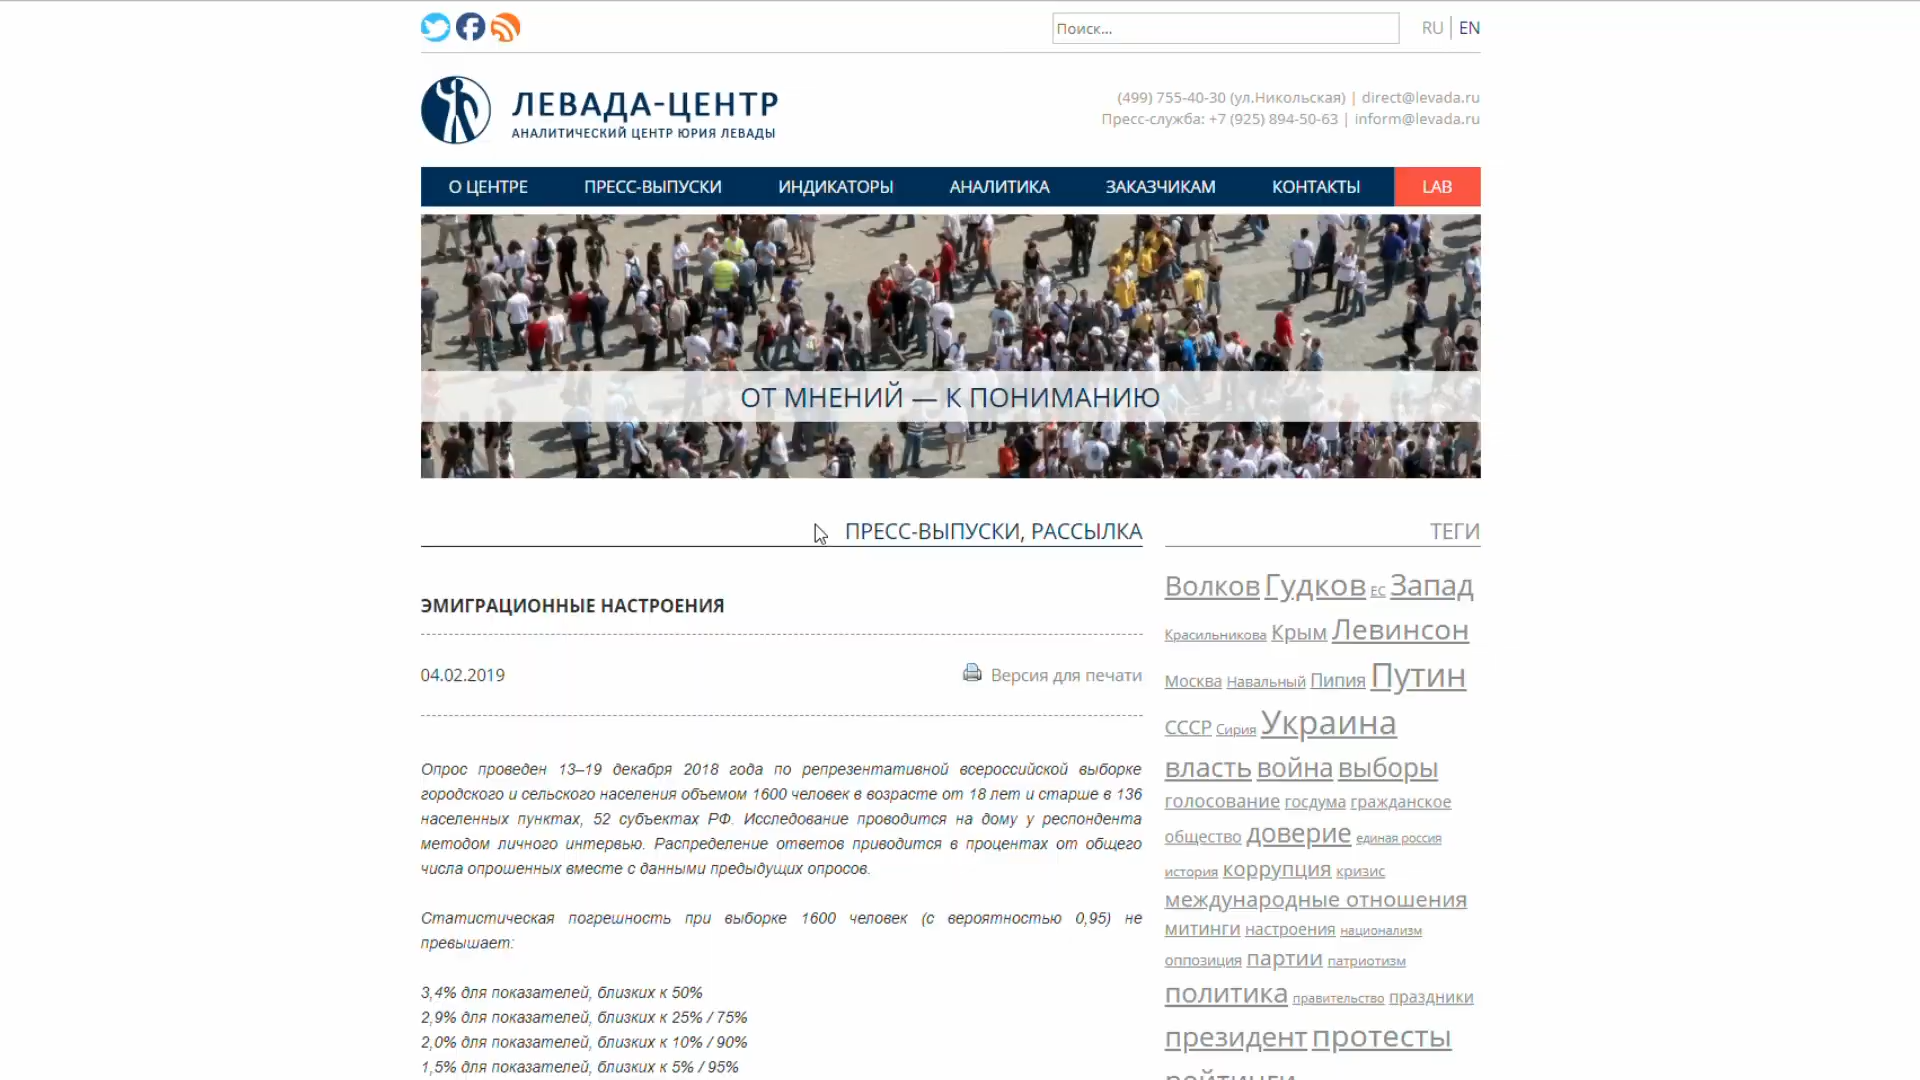 Поиск...
RU | EN
ЛЕВАДА-ЦЕНТР
АНАЛИТИЧЕСКИЙ ЦЕНТР ЮРИЯ ЛЕВАДЫ
(499) 755-40-30 (ул.Никольская) | direct@levada.ru
Пресс-служба: +7 (925) 894-50-63 | inform@levada.ru
О ЦЕНТРЕ ПРЕСС-ВЫПУСКИ ИНДИКАТОРЫ АНАЛИТИКА ЗАКАЗЧИКАМ КОНТАКТЫ LAB
ОТ МНЕНИЙ — К ПОНИМАНИЮ
ПРЕСС-ВЫПУСКИ, РАССЫЛКА
ЭМИГРАЦИОННЫЕ НАСТРОЕНИЯ
04.02.2019 Версия для печати
Опрос проведен 13–19 декабря 2018 года по репрезентативной всероссийской выборке
городского и сельского населения объемом 1600 человек в возрасте от 18 лет и старше в 136
населенных пунктах, 52 субъектах РФ. Исследование проводится на дому у респондента
методом личного интервью. Распределение ответов приводится в процентах от общего
числа опрошенных вместе с данными предыдущих опросов.
Статистическая погрешность при выборке 1600 человек (с вероятностью 0,95) не
превышает:
3,4% для показателей, близких к 50%
2,9% для показателей, близких к 25% / 75%
2,0% для показателей, близких к 10% / 90%
1,5% для показателей, близких к 5% / 95%
ТЕГИ
Волков Гудков ЕС Запад
Красильникова Крым Левинсон
Москва Навальный Пипия Путин
СССР Сирия Украина
власть война выборы
голосование госдума гражданское
общество доверие единая россия
история коррупция кризис
международные отношения
митинги настроения национализм
оппозиция партии патриотизм
политика правительство праздники
президент протесты
рейтинги